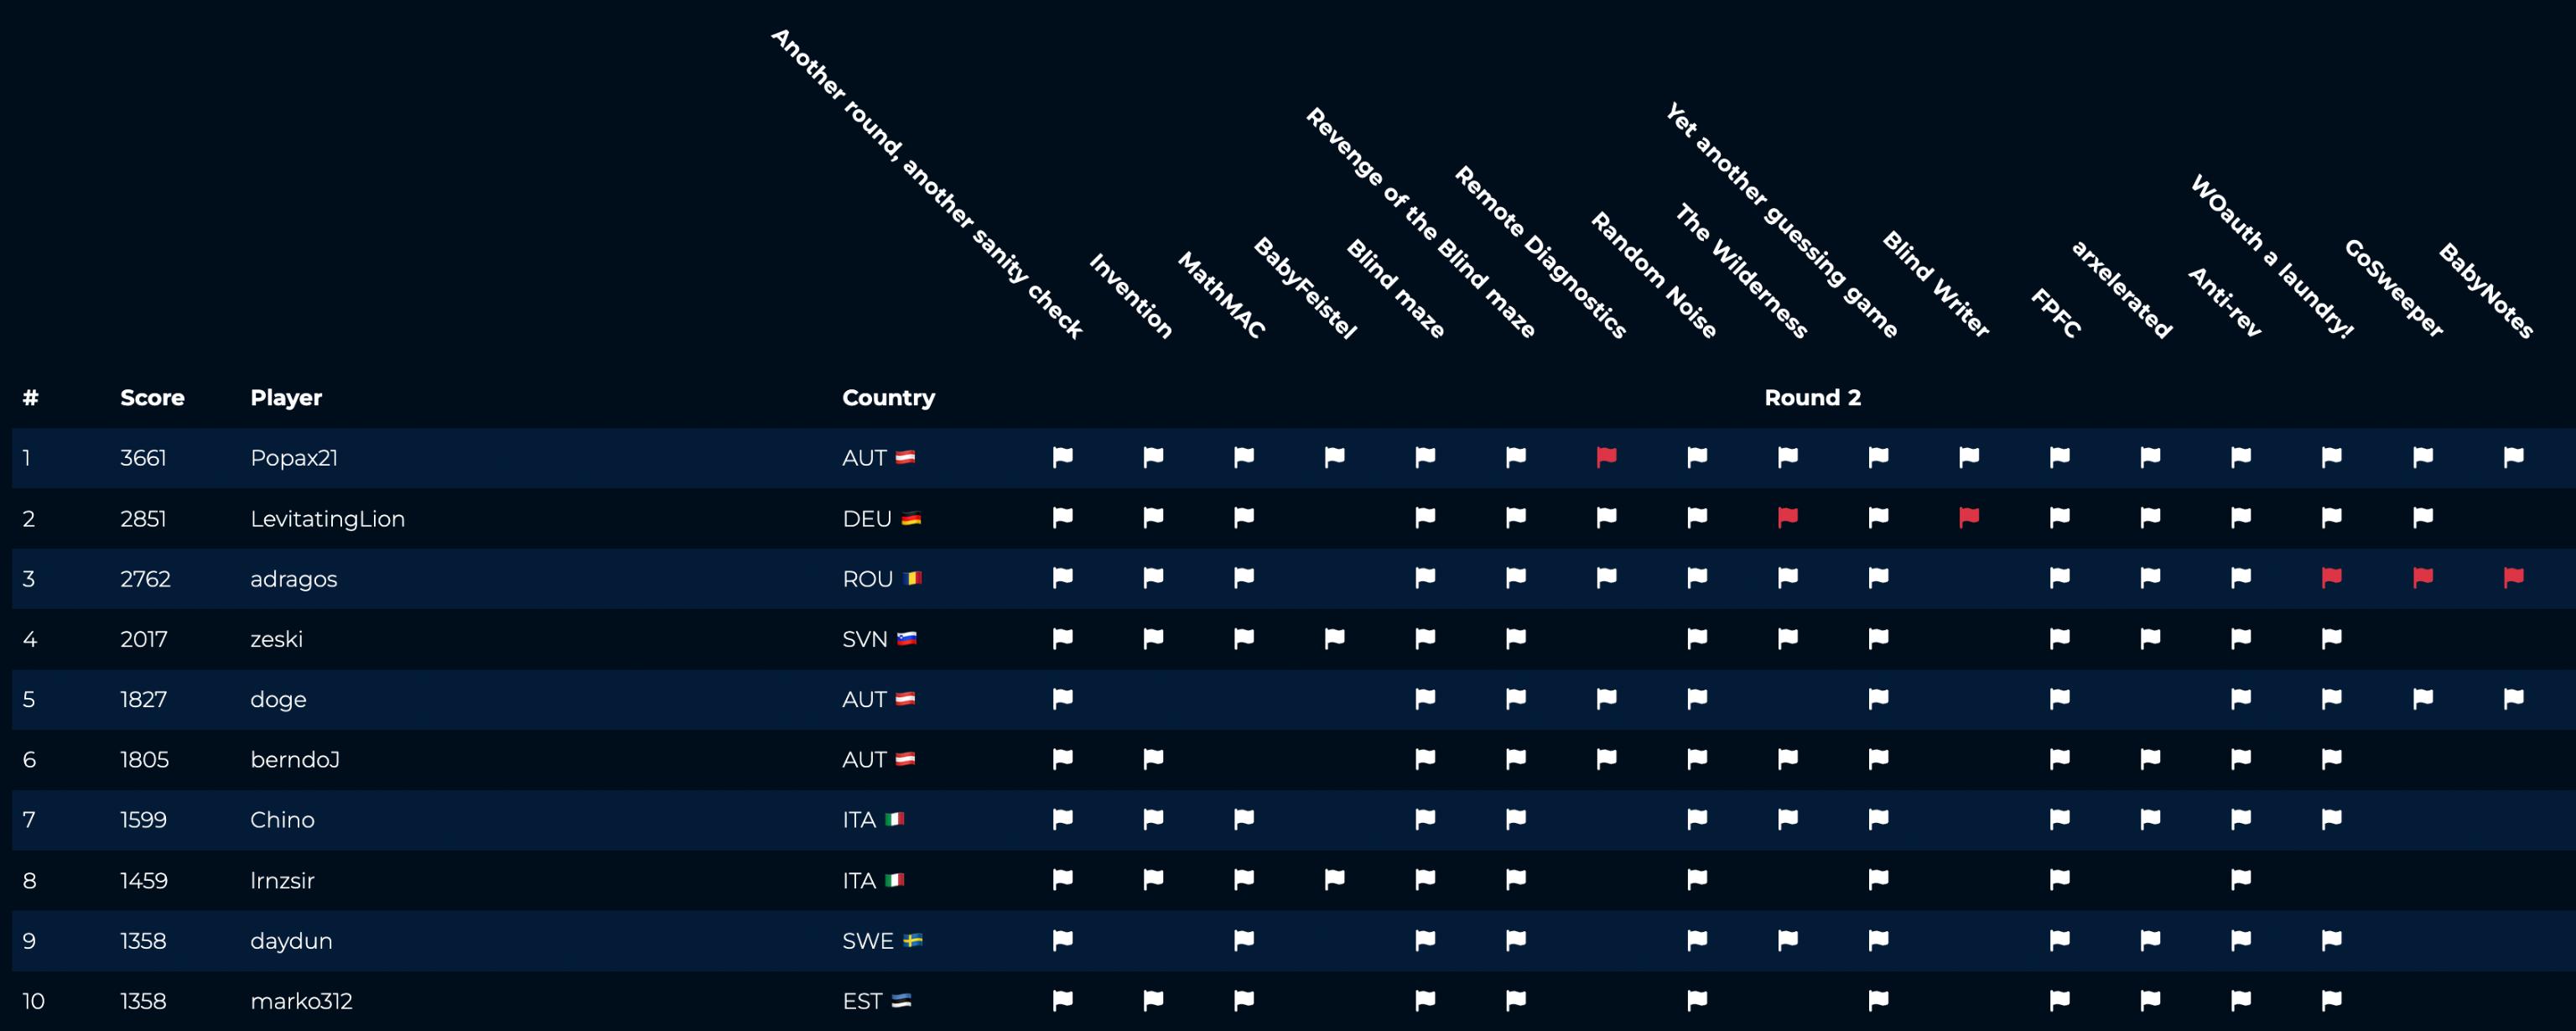 Another round, another sanity check
Invention
MathMAC
BabyFeistel
Blind maze
Revenge of the Blind maze
Remote Diagnostics
Random Noise
The Wilderness
Yet another guessing game
Blind Writer
FPFC
arxelerated
Anti-rev
WOauth a laundry!
CoSweeper
BabyNotes
# Score Player Country Round 2
1 3661 Popax21 AUT
2 2851 LevitatingLion DEU
3 2762 adragos ROU
4 2017 zeski SVN
5 1827 doge AUT
6 1805 berndoJ AUT
7 1599 Chino ITA
8 1459 lrnzsir ITA
9 1358 daydun SWE
10 1358 marko312 EST